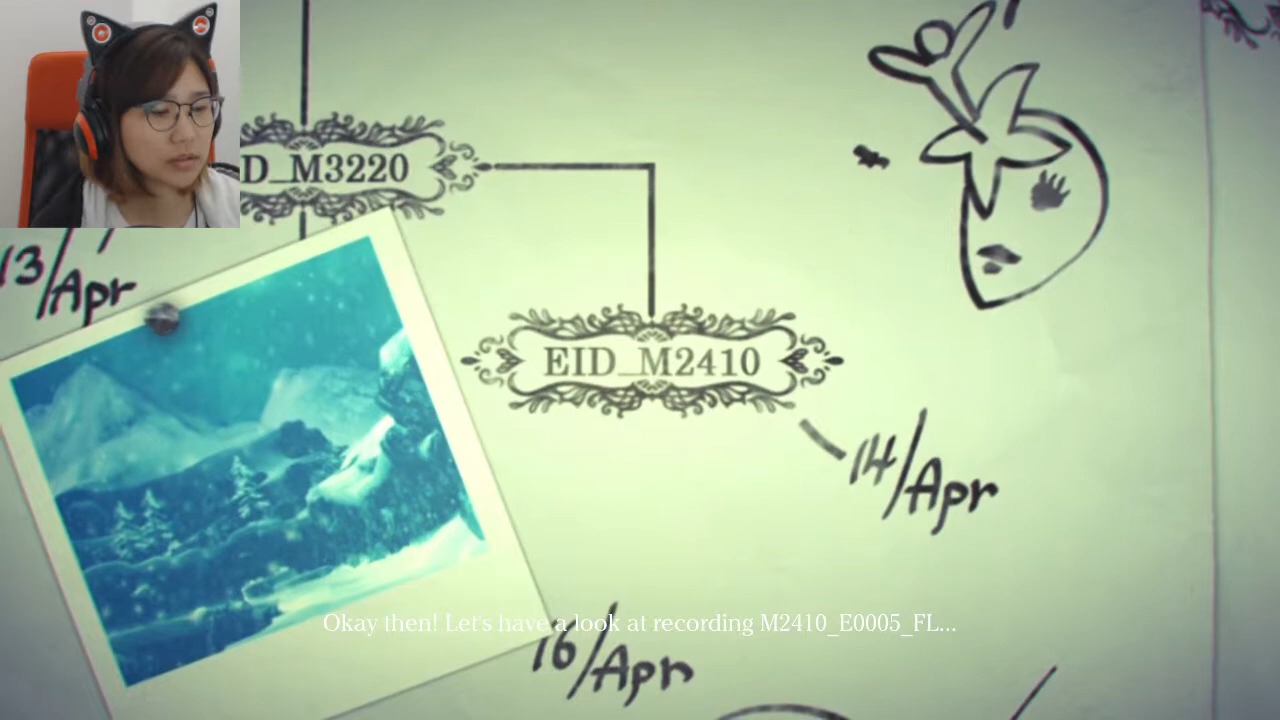 D_M3220
13/Apr
EID_M2410
14/Apr
Okay then! Let's have a look at recording M2410_E0005_FL...
16/Apr